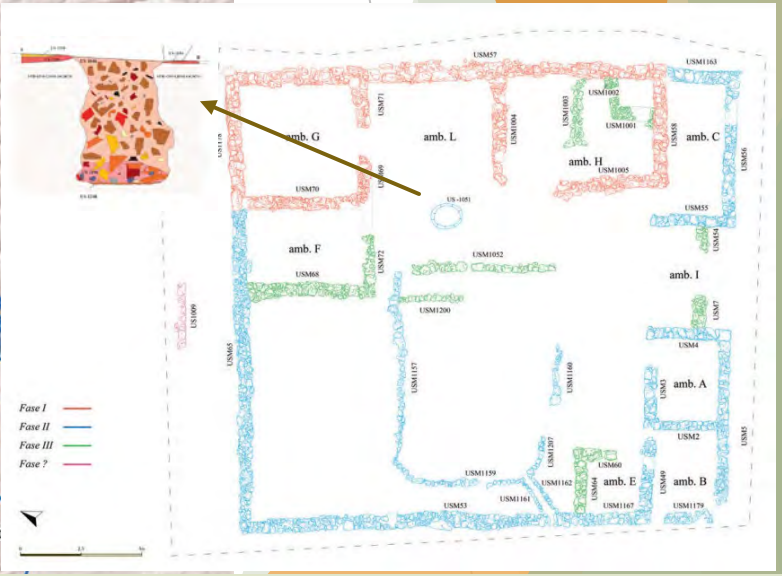 USM57
USM1163
amb. G
USM71
amb. L
USM1004
USM1003
USM1002
USM1001
USM58
amb. C
USM56
amb. H
USM1005
USM70
US -1051
USM55
USM54
amb. F
USM72
USM1052
USM68
amb. I
USM1200
USM7
US1009
USM65
USM4
USM1157
USM1160
USM3
amb. A
USM5
USM2
Fase I
Fase II
Fase III
Fase ?
USM1207
USM60
USM1159
USM1162
USM64
amb. E
USM49
amb. B
USM1161
USM53
USM1167
USM1179
0